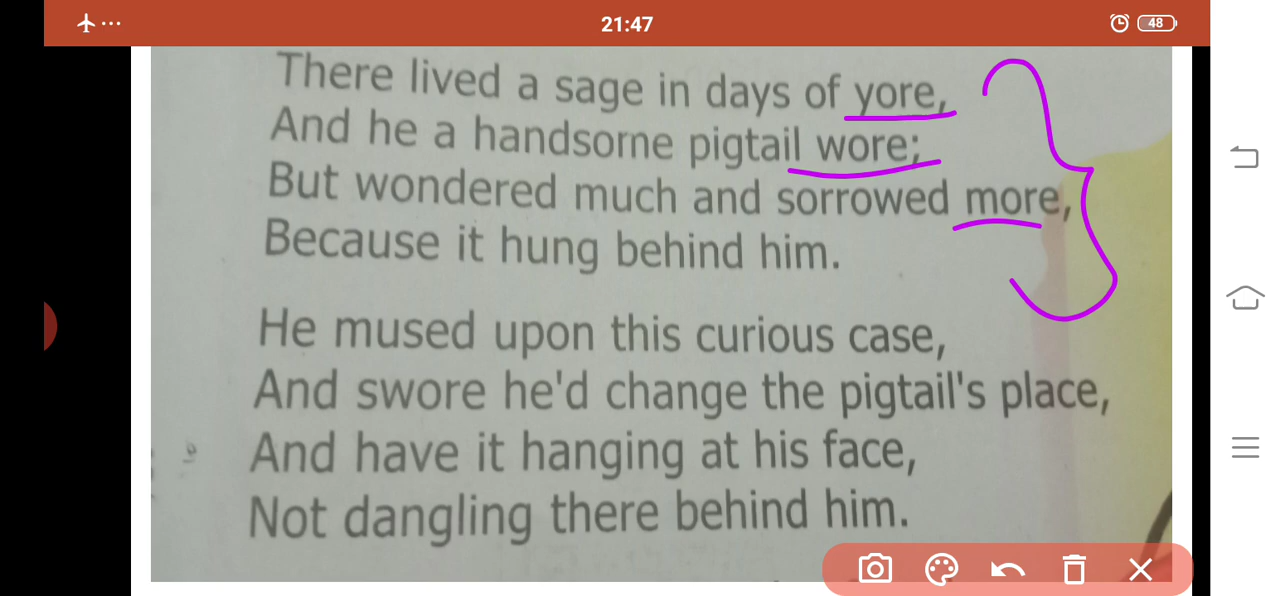 21:47
48
There lived a sage in days of yore,
And he a handsome pigtail wore;
But wondered much and sorrowed more,
Because it hung behind him.
He mused upon this curious case,
And swore he'd change the pigtail's place,
And have it hanging at his face,
Not dangling there behind him.